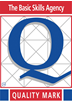 The Basic Skills Agency
Q
QUALITY MARK